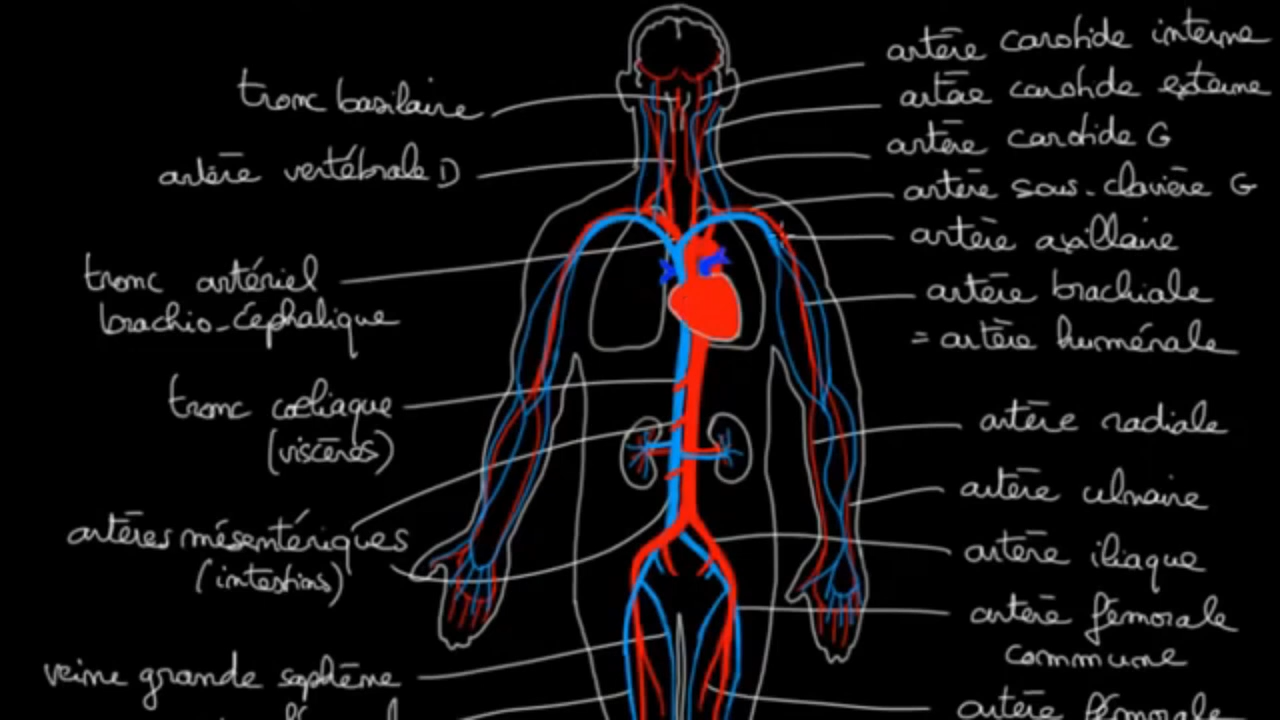 tronc basilaire
artère vertébrale D
tronc artériel
brachio-céphalique
tronc cœliaque
(viscères)
artères mésentériques
(intestins)
veine grande saphène
artère carotide interne
artère carotide externe
artère carotide G
artère sous-clavière G
artère axillaire
artère brachiale
= artère humérale
artère radiale
artère ulnaire
artère iliaque
artère fémorale
commune
artère fémorale